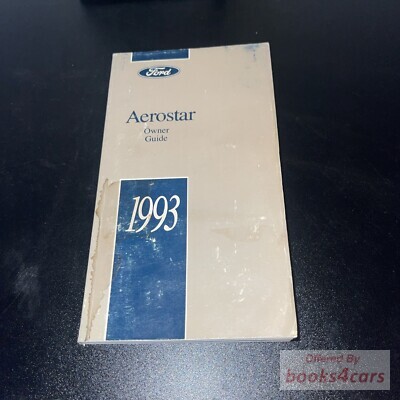 Ford
Aerostar
Owner
Guide
1993
Offered By
books4cars